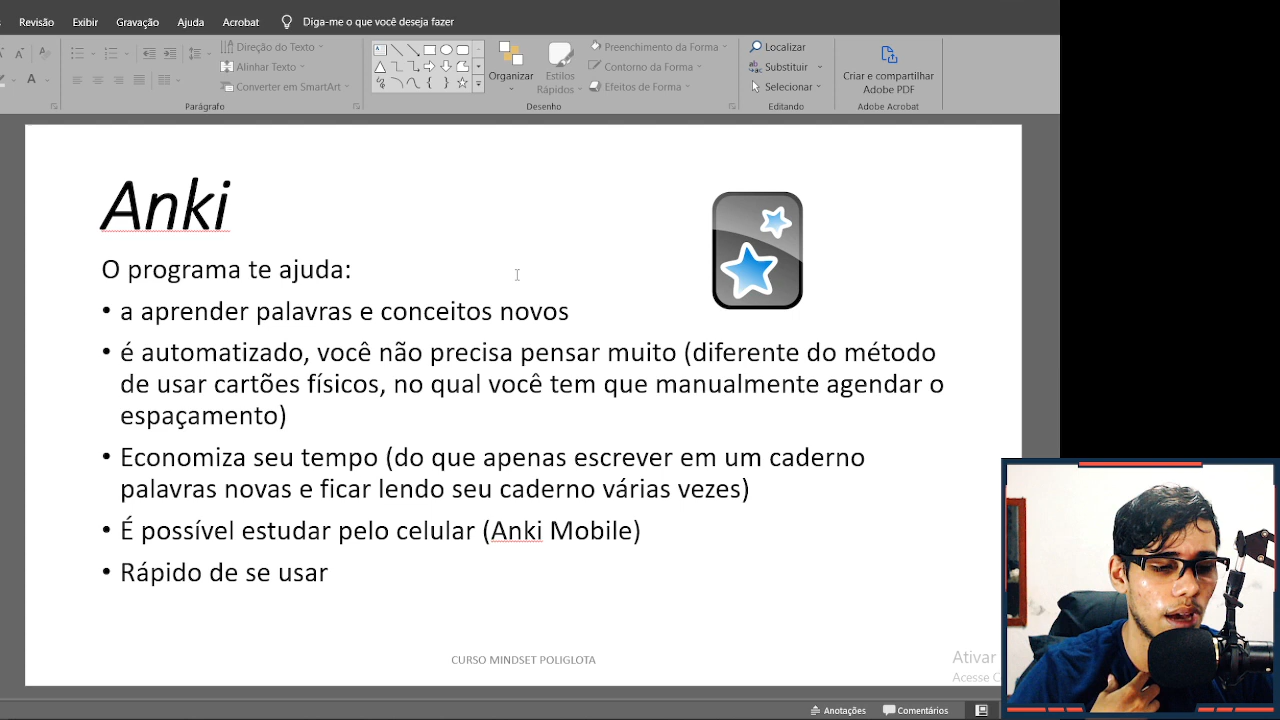 Revisão Exibir Gravação Ajuda Acrobat Diga-me o que você deseja fazer
Direção do Texto
Alinhar Texto
Converter em SmartArt
Parágrafo
Organizar
Estilos
Rápidos
Preenchimento da Forma
Contorno da Forma
Efeitos de Forma
Desenho
Localizar
Substituir
Selecionar
Editando
Criar e compartilhar
Adobe PDF
Adobe Acrobat
Anki
O programa te ajuda:
• a aprender palavras e conceitos novos
• é automatizado, você não precisa pensar muito (diferente do método
de usar cartões físicos, no qual você tem que manualmente agendar o
espaçamento)
• Economiza seu tempo (do que apenas escrever em um caderno
palavras novas e ficar lendo seu caderno várias vezes)
• É possível estudar pelo celular (Anki Mobile)
• Rápido de se usar
CURSO MINDSET POLIGLOTA
Ativar
Acesse C
Anotações Comentários